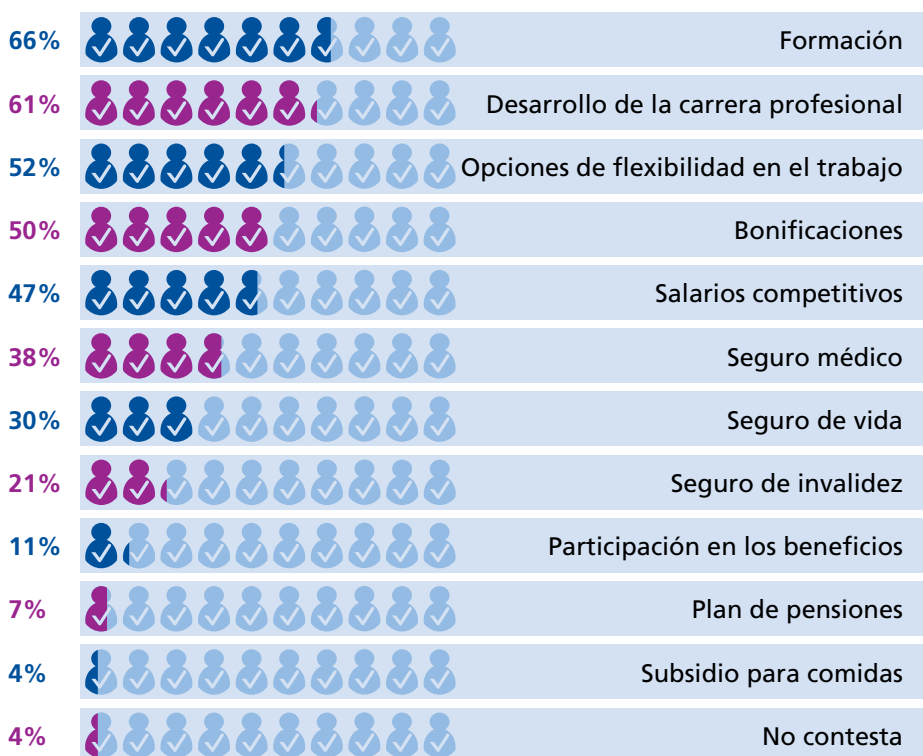 66% Formación
61% Desarrollo de la carrera profesional
52% Opciones de flexibilidad en el trabajo
50% Bonificaciones
47% Salarios competitivos
38% Seguro médico
30% Seguro de vida
21% Seguro de invalidez
11% Participación en los beneficios
7% Plan de pensiones
4% Subsidio para comidas
4% No contesta